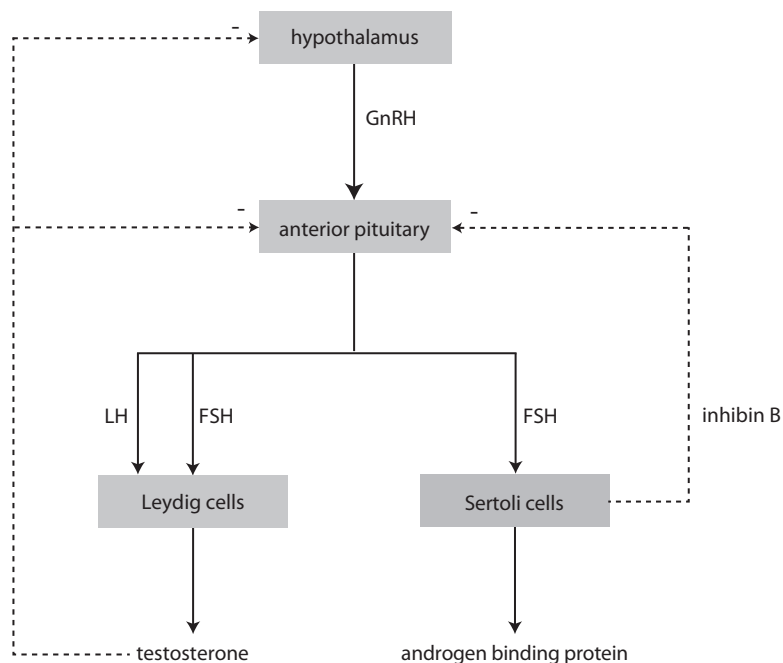 -
hypothalamus
GnRH
-
-
anterior pituitary
LH
FSH
FSH
inhibin B
Leydig cells
Sertoli cells
testosterone
androgen binding protein